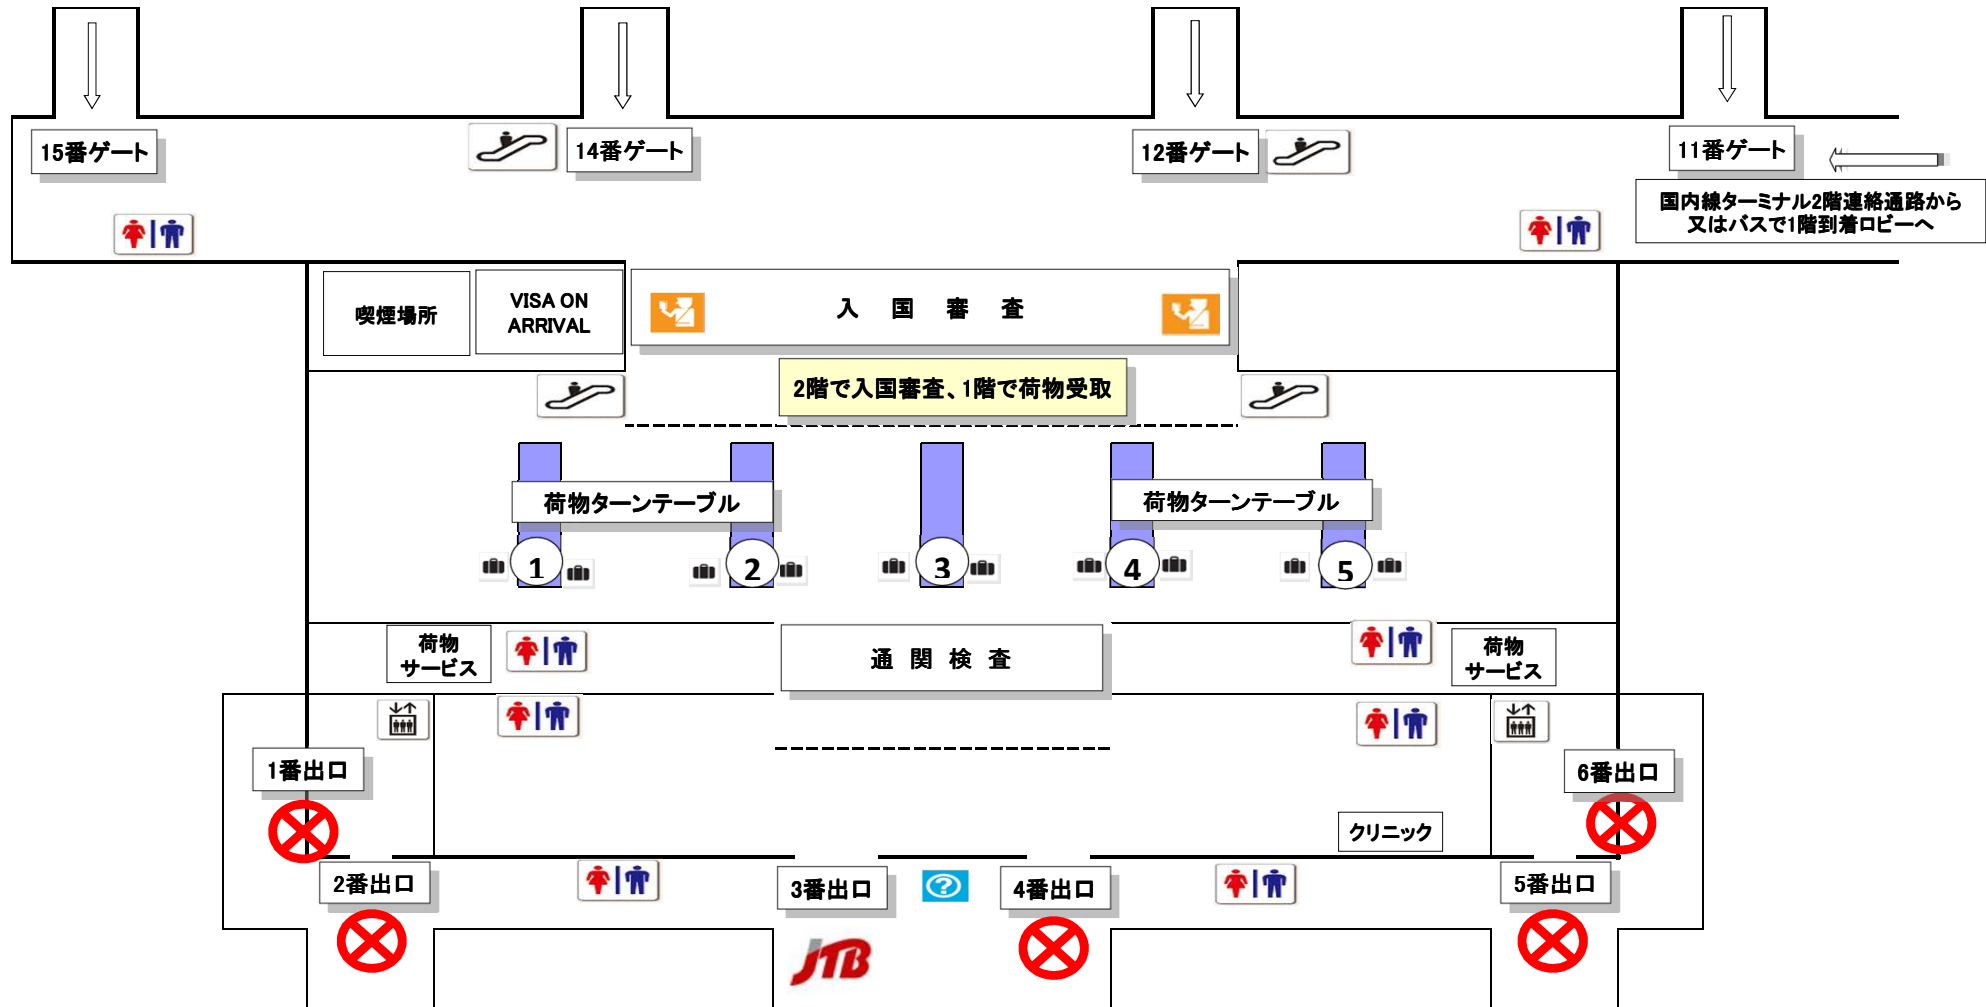 15番ゲート
14番ゲート
12番ゲート
11番ゲート
国内線ターミナル2階連絡通路から
又はバスで1階到着ロビーへ
喫煙場所
VISA ON
ARRIVAL
入国審査
2階で入国審査、1階で荷物受取
荷物ターンテーブル
荷物ターンテーブル
1
2
3
4
5
荷物
サービス
通関検査
荷物
サービス
1番出口
6番出口
クリニック
2番出口
3番出口
?
4番出口
5番出口
JTB